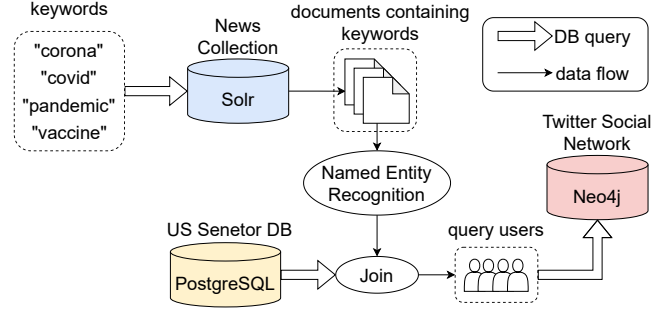 keywords
"corona"
"covid"
"pandemic"
"vaccine"
News
Collection
Solr
documents containing
keywords
DB query
data flow
Named Entity
Recognition
Twitter Social
Network
Neo4j
US Senetor DB
PostgreSQL
Join
query users